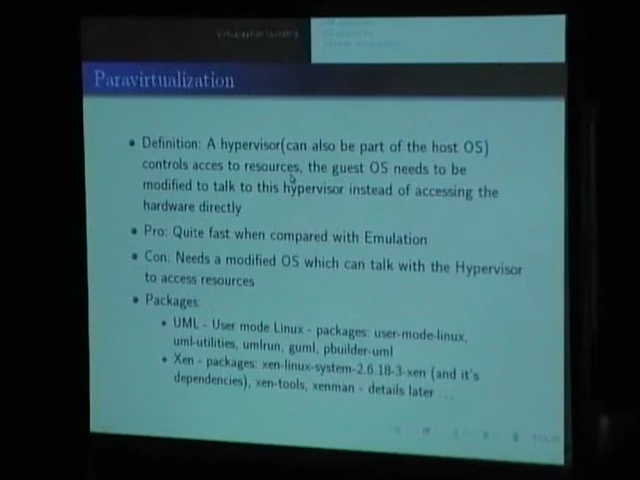 Paravirtualization
• Definition: A hypervisor(can also be part of the host OS)
controls acces to resources, the guest OS needs to be
modified to talk to this hypervisor instead of accessing the
hardware directly
• Pro: Quite fast when compared with Emulation
• Con: Needs a modified OS which can talk with the Hypervisor
to access resources
• Packages:
• UML - User mode Linux - packages: user-mode-linux,
uml-utilities, umlrun, guml, pbuilder-uml
• Xen - packages: xen-linux-system-2.6.18-3-xen (and it's
dependencies), xen-tools, xenman - details later ...